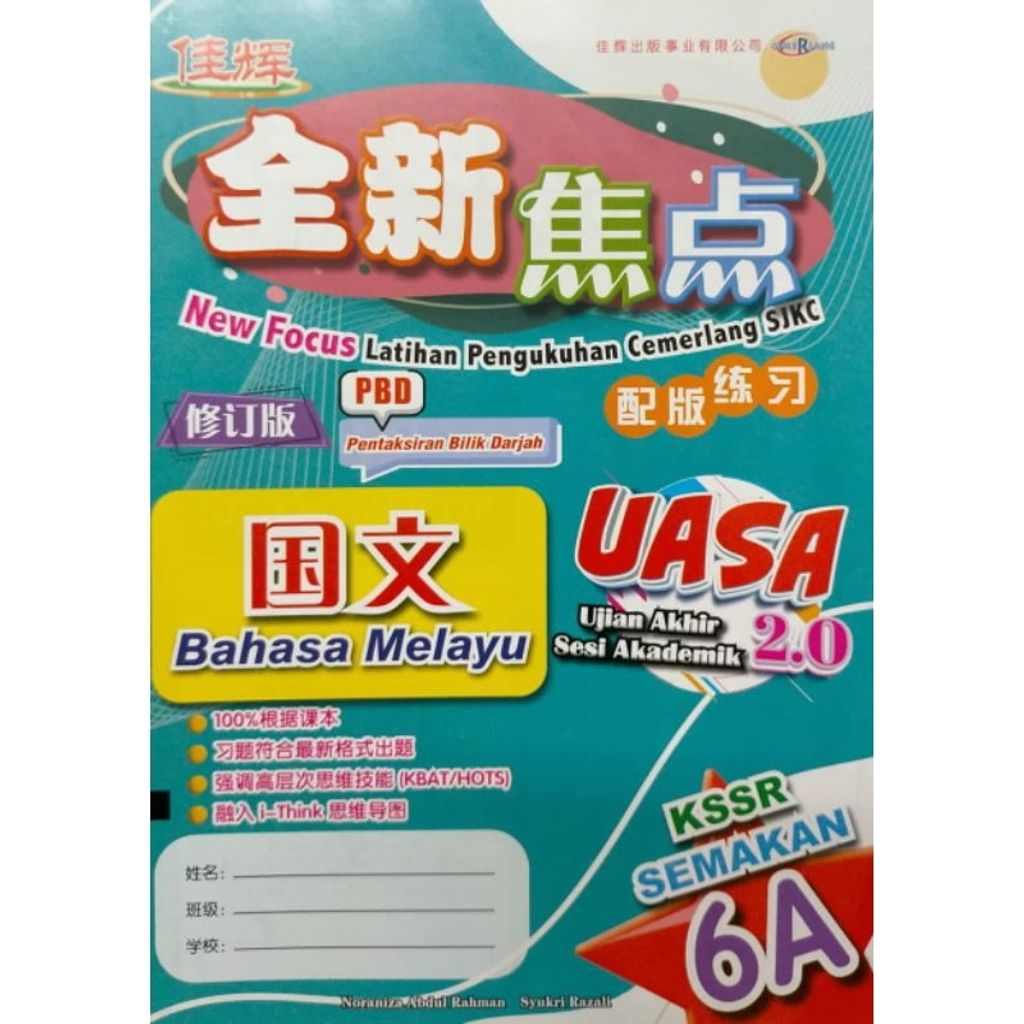 佳辉
佳辉出版事业有限公司
全新焦点
New Focus Latihan Pengukuhan Cemerlang SJKC
配版练习
修订版
PBD
Pentaksiran Bilik Darjah
国文
Bahasa Melayu
UASA
Ujian Akhir
Sesi Akademik 2.0
100%根据课本
习题符合最新格式出题
强调高层次思维技能 (KBAT/HOTS)
融入 i-Think 思维导图
KSSR
SEMAKAN
6A
姓名:
班级:
学校:
Noraniza Abdul Rahman Syukri Razali